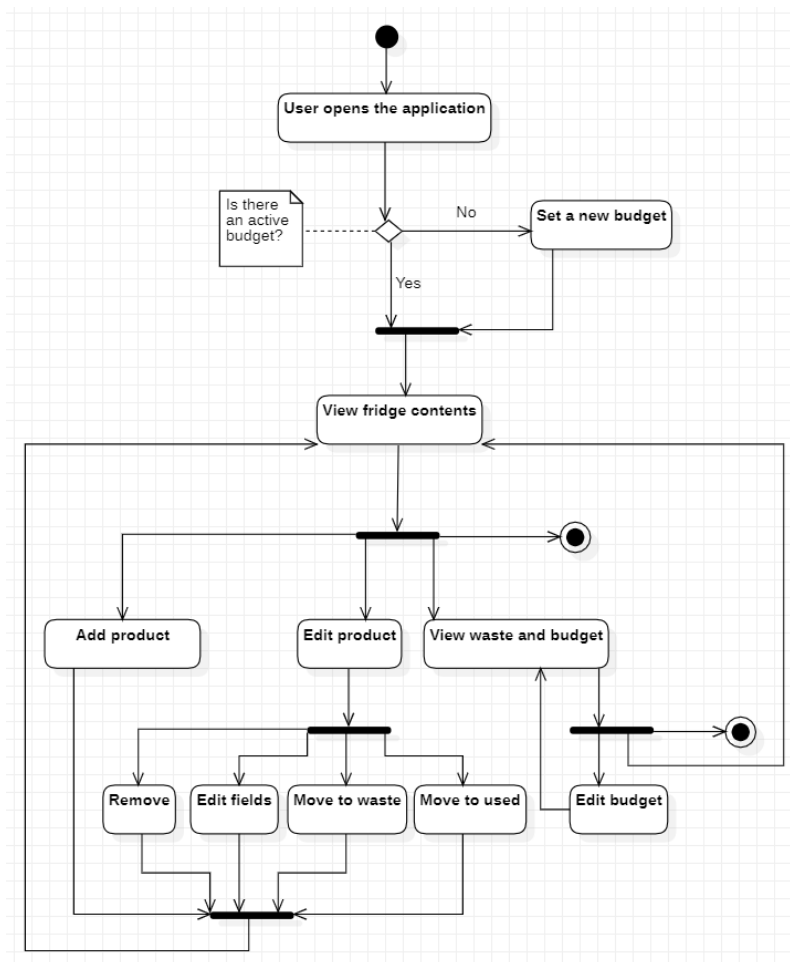 User opens the application
Is there
an active
budget?
No
Set a new budget
Yes
View fridge contents
Add product
Edit product
View waste and budget
Remove
Edit fields
Move to waste
Move to used
Edit budget